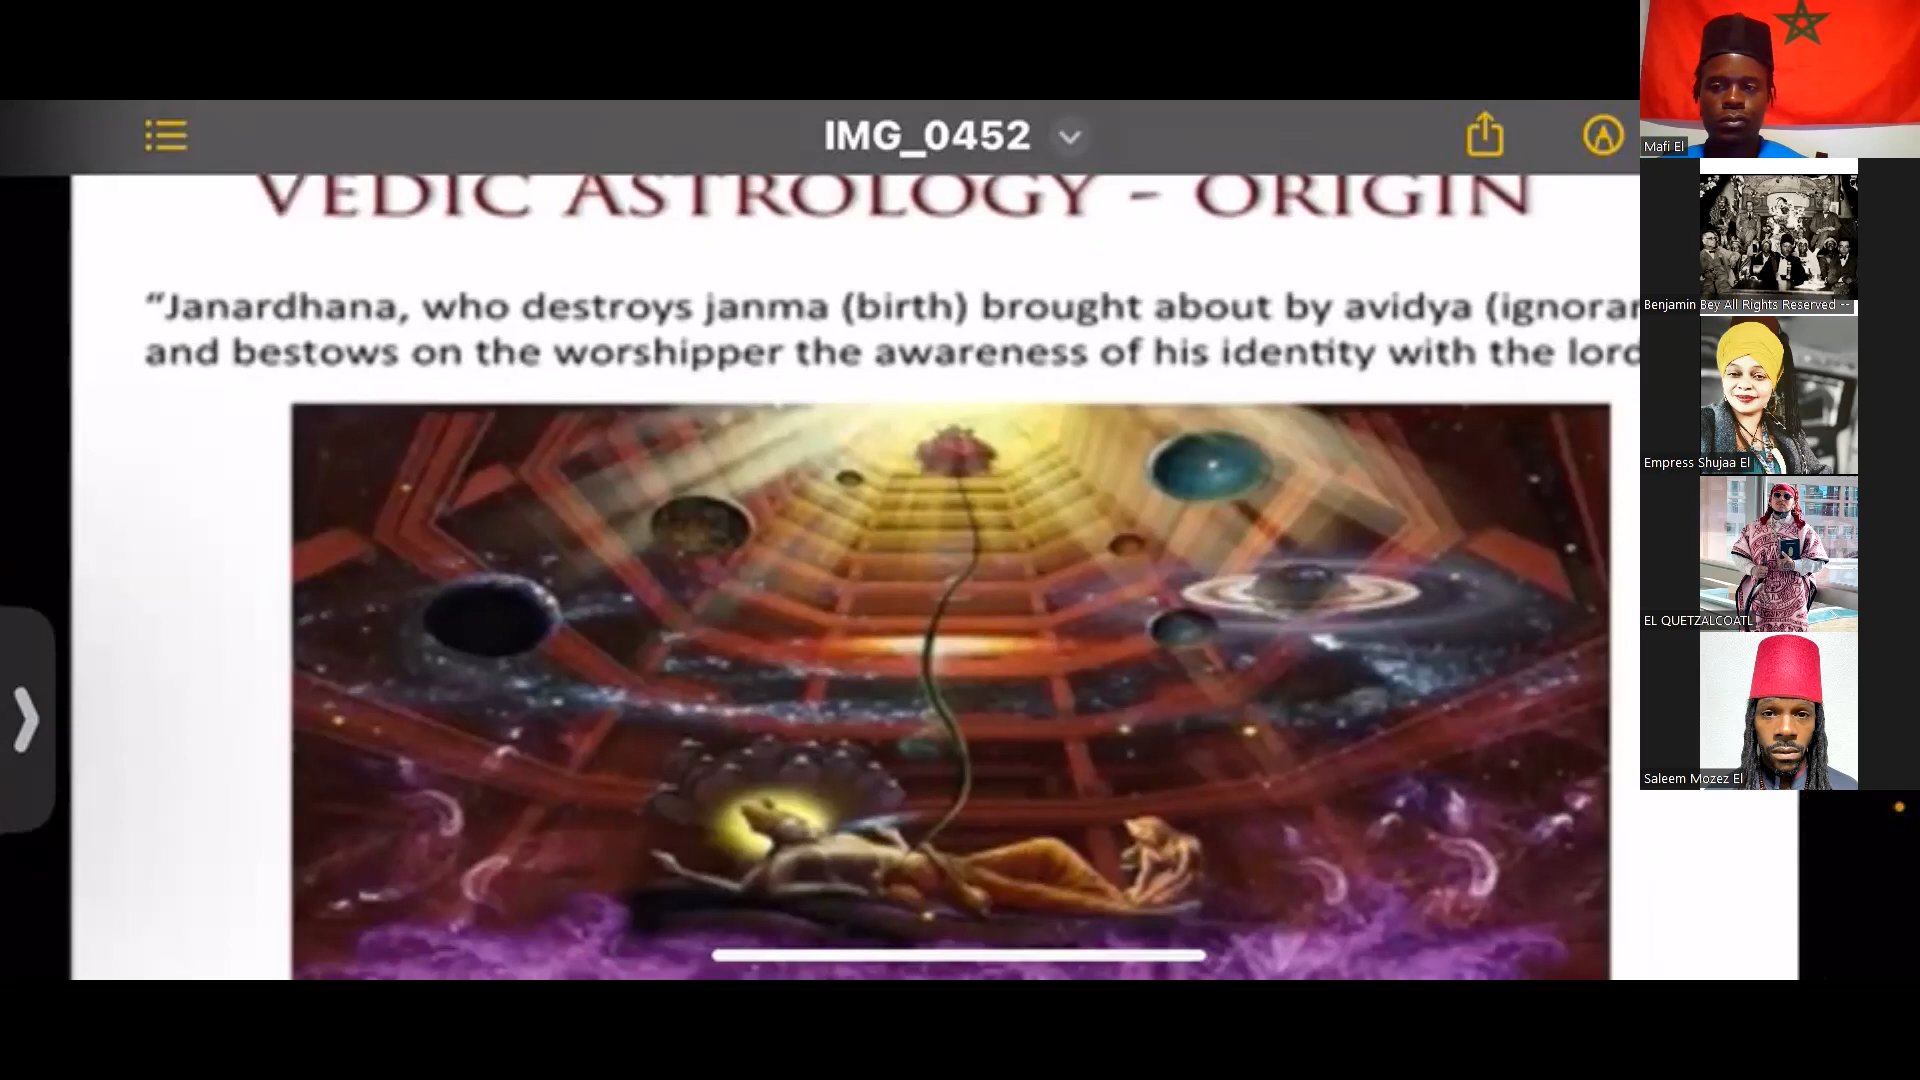 IMG_0452
VEDIC ASTROLOGY - ORIGIN
“Janardhana, who destroys janma (birth) brought about by avidya (ignoran
and bestows on the worshipper the awareness of his identity with the lord
Mafi El
Benjamin Bey All Rights Reserved --
Empress Shujaa El
EL QUETZALCOATL
Saleem Mozez El